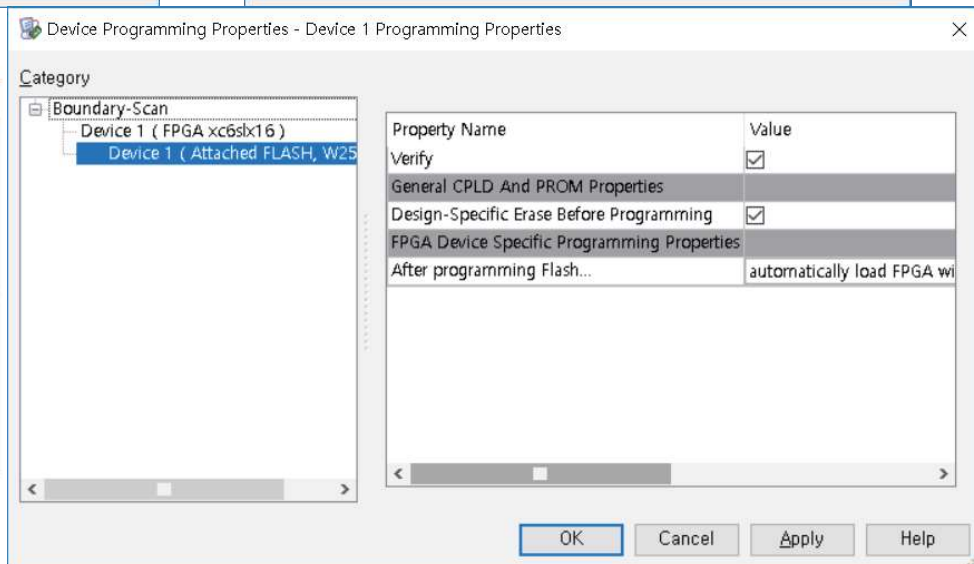 Device Programming Properties - Device 1 Programming Properties
Category
Boundary-Scan
Device 1 ( FPGA xc6slx16 )
Device 1 ( Attached FLASH, W25
Property Name Value
Verify
General CPLD And PROM Properties
Design-Specific Erase Before Programming
FPGA Device Specific Programming Properties
After programming Flash... automatically load FPGA wi
OK Cancel Apply Help